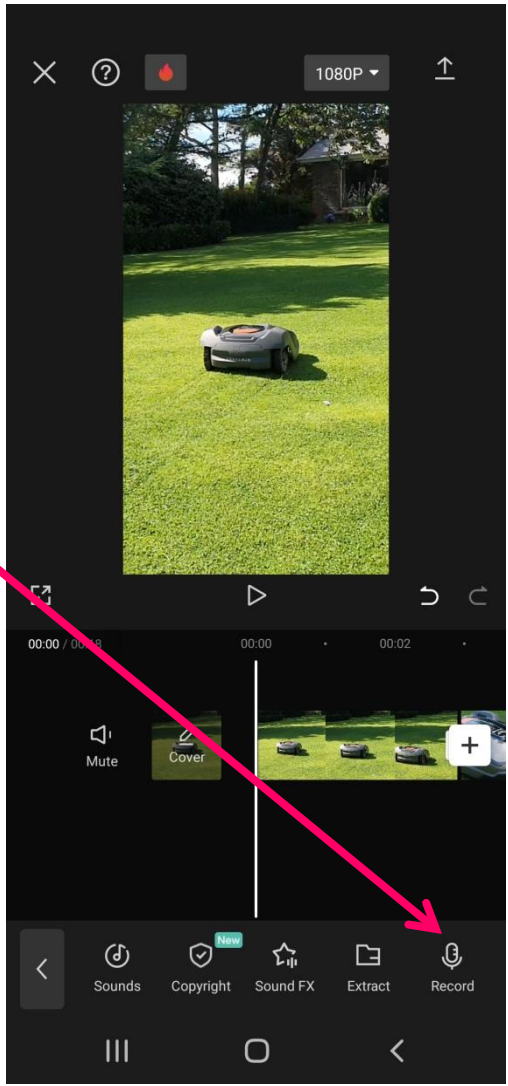 1080P
00:00 / 00:18
00:00
00:02
Mute
Cover
New
Sounds
Copyright
Sound FX
Extract
Record